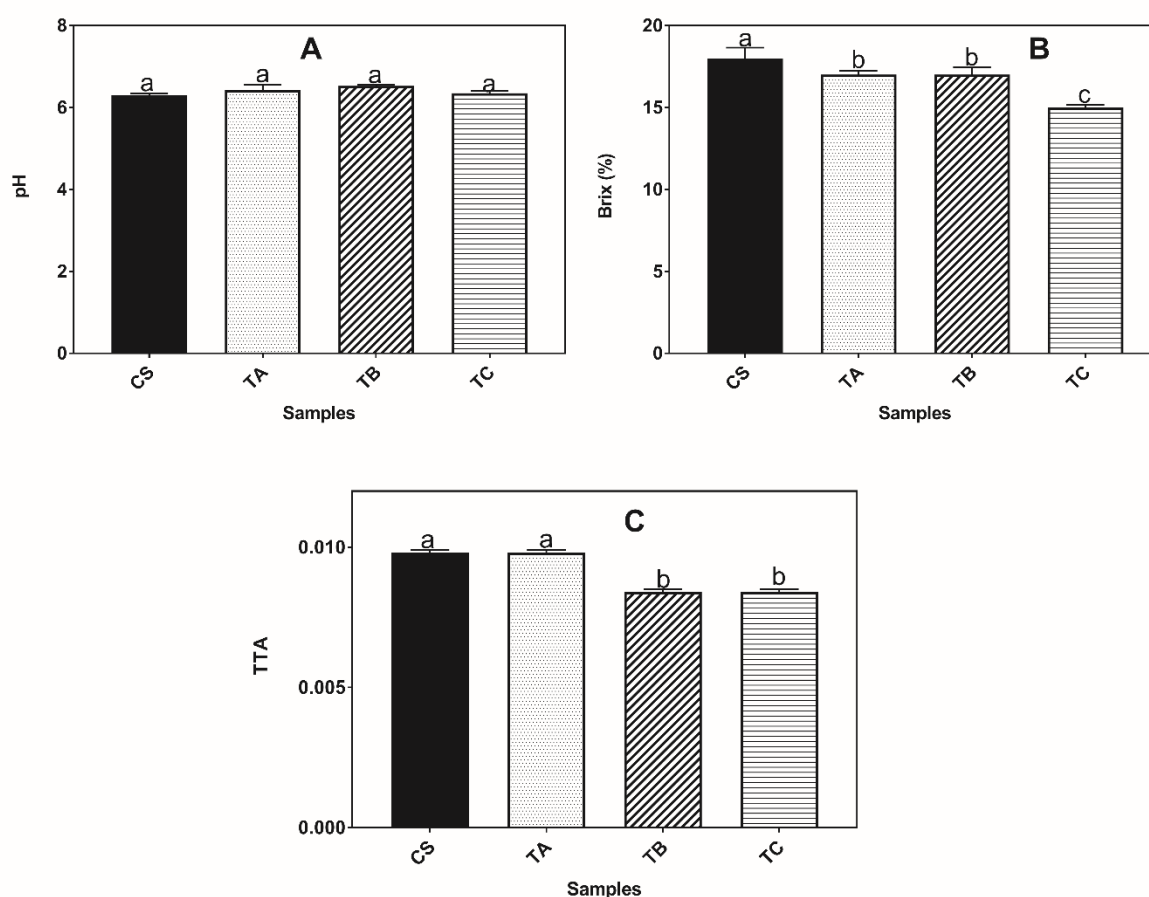 A
8
6
4
2
0
pH
a
a
a
a
CS
TA
TB
TC
Samples
B
20
15
10
5
0
Brix (%)
a
b
b
c
CS
TA
TB
TC
Samples
C
0.010
0.005
0.000
TTA
a
a
b
b
CS
TA
TB
TC
Samples